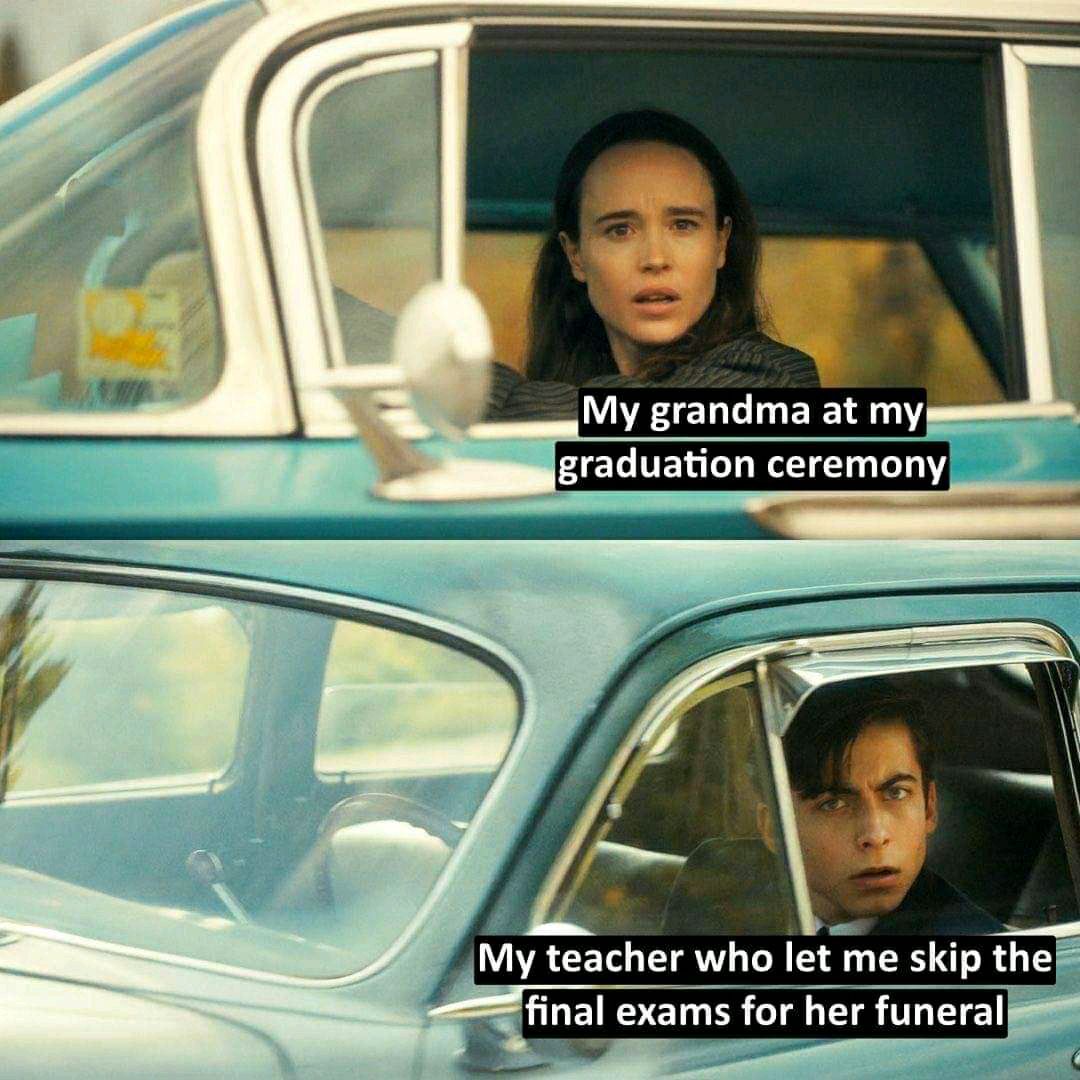 My grandma at my
graduation ceremony
My teacher who let me skip the
final exams for her funeral